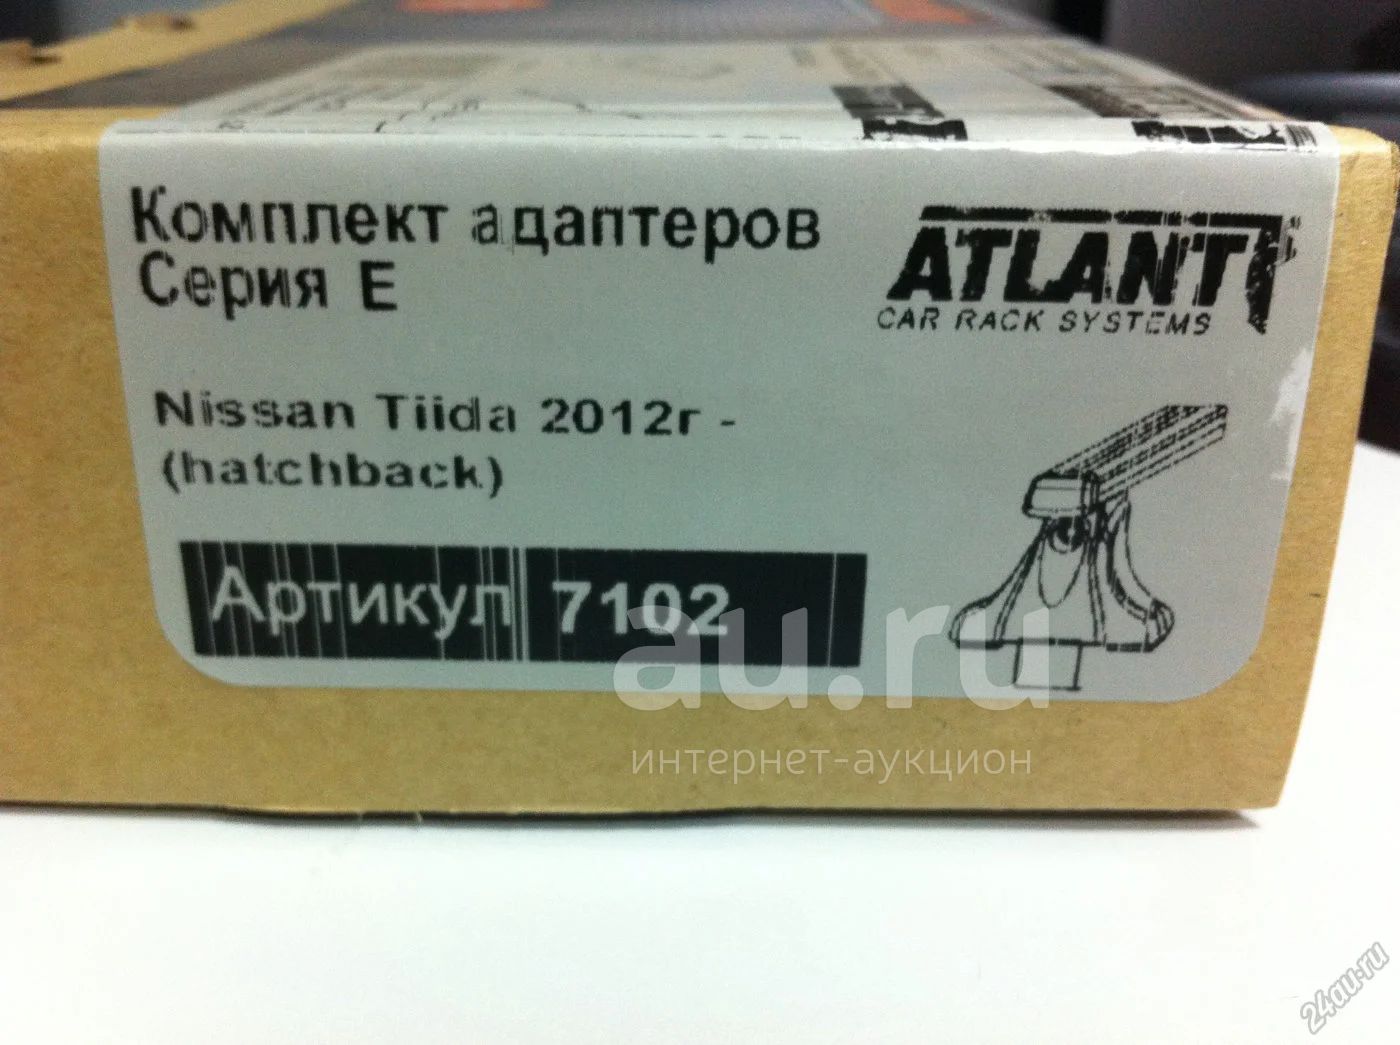 Комплект адаптеров
Серия Е
ATLANT
CAR RACK SYSTEMS
Nissan Tiida 2012г -
(hatchback)
Артикул 7102
au.ru
интернет-аукцион
24au.ru